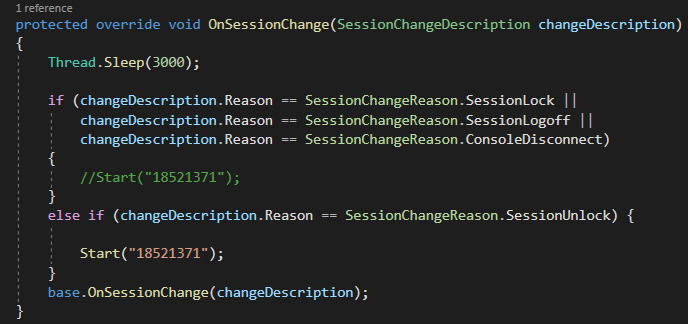 1 reference
protected override void OnSessionChange(SessionChangeDescription changeDescription)
{
    Thread.Sleep(3000);

    if (changeDescription.Reason == SessionChangeReason.SessionLock ||
        changeDescription.Reason == SessionChangeReason.SessionLogoff ||
        changeDescription.Reason == SessionChangeReason.ConsoleDisconnect)
    {
        //Start("18521371");
    }
    else if (changeDescription.Reason == SessionChangeReason.SessionUnlock) {

        Start("18521371");
    }
    base.OnSessionChange(changeDescription);
}